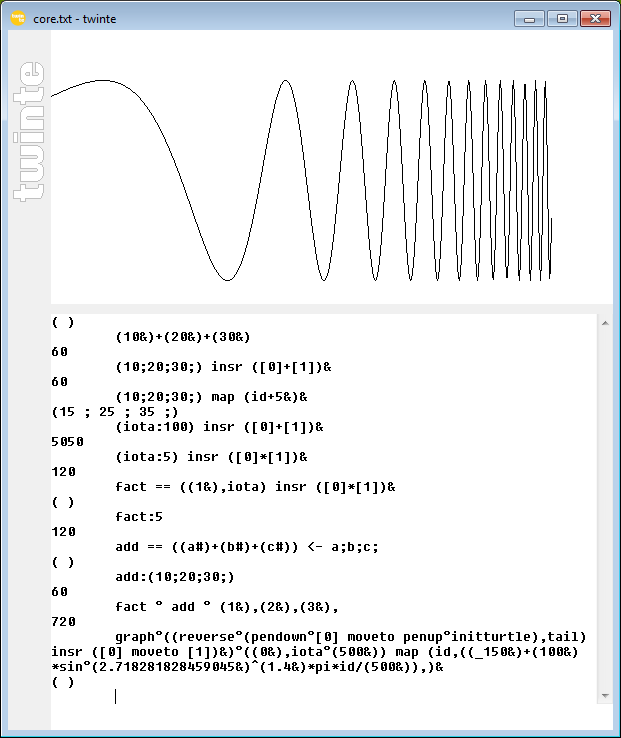 core.txt - twinte
twinte
( )
(10&)+(20&)+(30&)
60
(10;20;30;) insr ([0]+[1])&
60
(10;20;30;) map (id+5&)&
(15 ; 25 ; 35 ;)
(iota:100) insr ([0]+[1])&
5050
(iota:5) insr ([0]*[1])&
120
fact == ((1&),iota) insr ([0]*[1])&
( )
fact:5
120
add == ((a#)+(b#)+(c#)) <- a;b;c;
( )
add:(10;20;30;)
60
fact ° add ° (1&),(2&),(3&),
720
graph°((reverse°(pendown°[0] moveto penup°initturtle),tail)
insr ([0] moveto [1])&)°((0&),iota°(500&)) map (id,((_150&)+(100&)
*sin°(2.718281828459045&)^(1.4&)*pi*id/(500&)),)&
( )